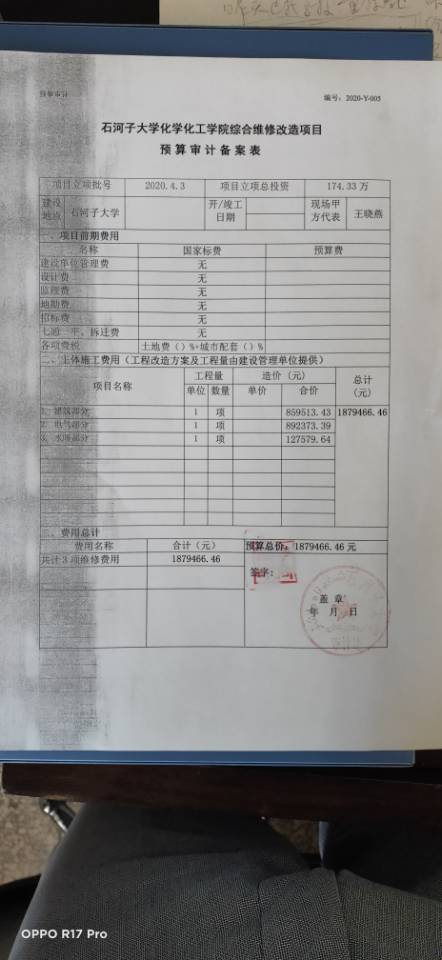 预算审计
编号：2020-Y-005
石河子大学化学化工学院综合维修改造项目
预算审计备案表
项目立项批号 2020.4.3 项目立项总投资 174.33万
建设地点 石河子大学 开/竣工日期 现场甲方代表 王晓燕
一、项目前期费用
名称 国家标费 预算费
建设单位管理费 无
设计费 无
监理费 无
地勘费 无
招标费 无
七通一平、拆迁费 无
各项费税 土地费（）%+城市配套（）%
二、主体施工费用（工程改造方案及工程量由建设管理单位提供）
项目名称 工程量 造价（元） 总计（元）
单位 数量 单价 合价
1、建筑部分 1 项 859513.43 1879466.46
2、电气部分 1 项 892373.39
3、水暖部分 1 项 127579.64
三、费用总计
费用名称 合计（元） 预算总价：1879466.46元
共计3项维修费用 1879466.46
签字：
盖章
年 月 日
OPPO R17 Pro